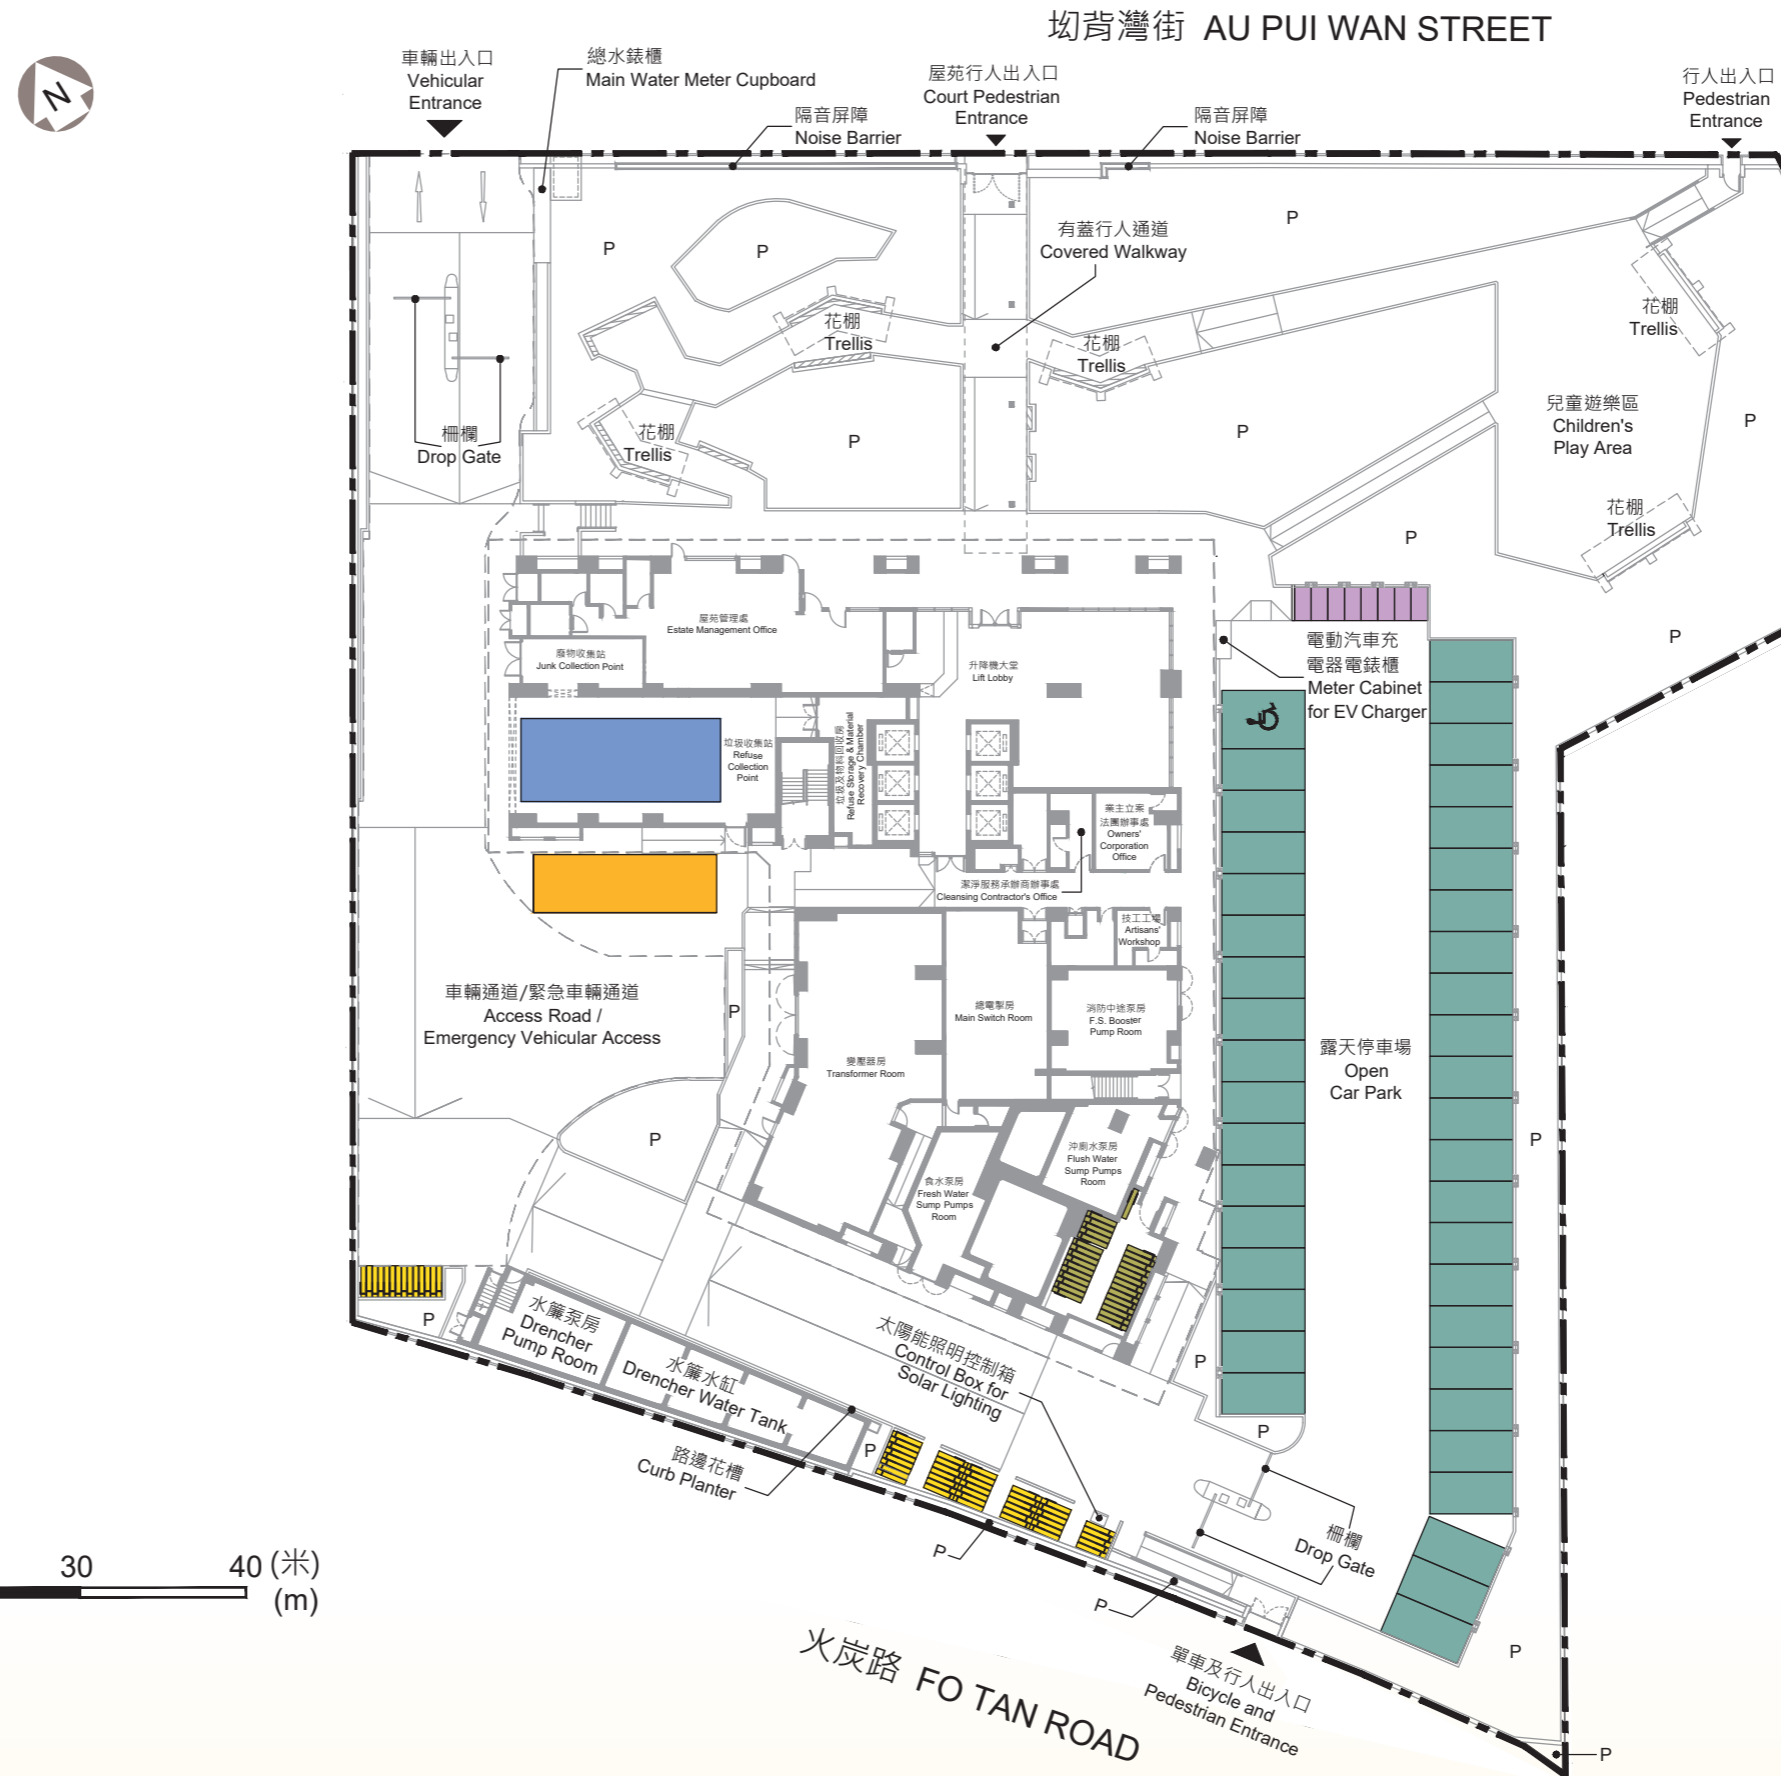 坳背灣街 AU PUI WAN STREET
N
車輛出入口
Vehicular
Entrance
總水錶櫃
Main Water Meter Cupboard
隔音屏障
Noise Barrier
屋苑行人出入口
Court Pedestrian
Entrance
隔音屏障
Noise Barrier
行人出入口
Pedestrian
Entrance
P
P
P
有蓋行人通道
Covered Walkway
花棚
Trellis
花棚
Trellis
花棚
Trellis
柵欄
Drop Gate
花棚
Trellis
P
P
兒童遊樂區
Children's
Play Area
P
花棚
Trellis
P
屋苑管理處
Estate Management Office
廢物收集站
Junk Collection Point
升降機大堂
Lift Lobby
電動汽車充
電器電錶櫃
Meter Cabinet
for EV Charger
P
垃圾收集站
Refuse
Collection
Point
垃圾及物料回收房
Refuse Storage & Material
Recovery Chamber
業主立案
法團辦事處
Owners'
Corporation
Office
潔淨服務承辦商辦事處
Cleansing Contractor's Office
技工工場
Artisans'
Workshop
車輛通道/緊急車輛通道
Access Road /
Emergency Vehicular Access
P
總電掣房
Main Switch Room
消防中途泵房
F.S. Booster
Pump Room
變壓器房
Transformer Room
露天停車場
Open
Car Park
P
P
沖廁水泵房
Flush Water
Sump Pumps
Room
食水泵房
Fresh Water
Sump Pumps
Room
P
水簾泵房
Drencher
Pump Room
水簾水缸
Drencher Water Tank
太陽能照明控制箱
Control Box for
Solar Lighting
P
P
P
路邊花槽
Curb Planter
柵欄
Drop Gate
P
P
30 40 (米)
(m)
火炭路 FO TAN ROAD
單車及行人出入口
Bicycle and
Pedestrian Entrance
P
P